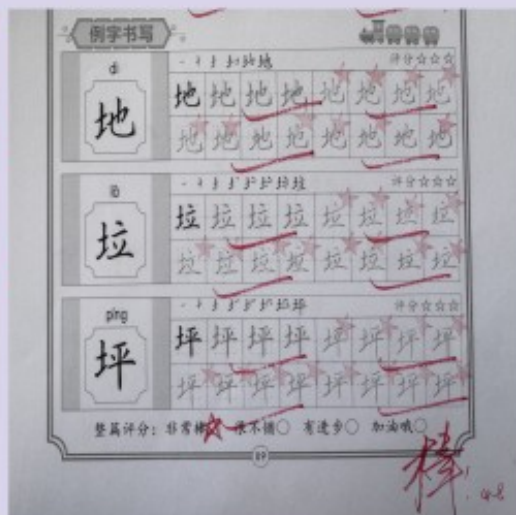 例字书写
dì
评分☆☆☆
地
地地地地地地地地
地地地地地地地地
lā
评分☆☆☆
垃
垃垃垃垃垃垃垃垃
垃垃垃垃垃垃垃垃
píng
评分☆☆☆
坪
坪坪坪坪坪坪坪坪
坪坪坪坪坪坪坪坪
整篇评分:非常棒 很不错○ 有进步○ 加油哦○
89
棒!